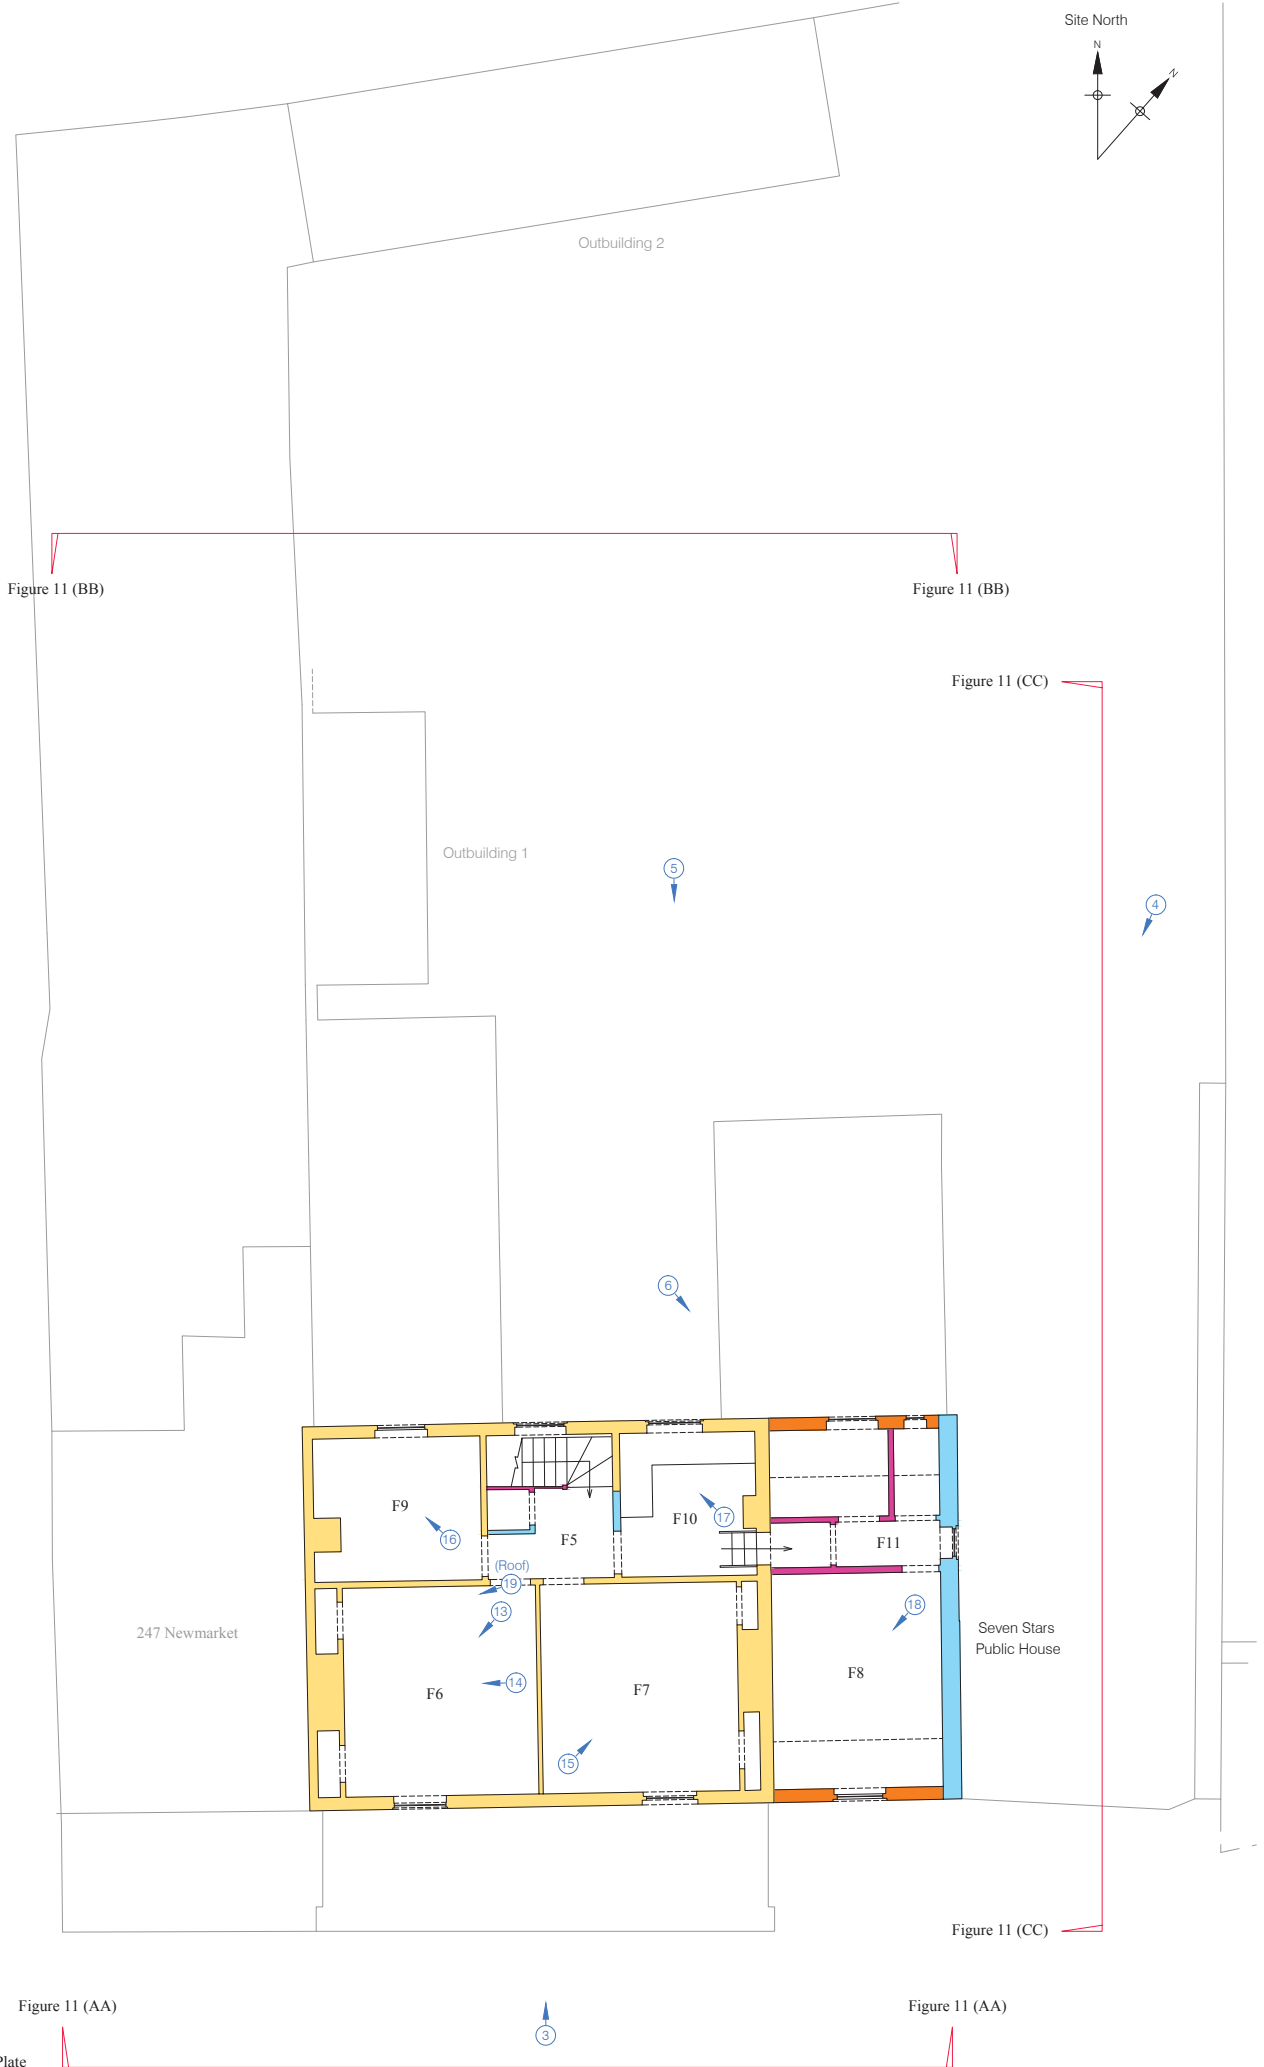 Site North
N
N
Outbuilding 2
Figure 11 (BB)
Figure 11 (BB)
Figure 11 (CC)
Outbuilding 1
5
4
6
F9
16
F5
F10
17
F11
(Roof)
19
13
18
247 Newmarket
Seven Stars
Public House
F6
14
F7
F8
15
Figure 11 (CC)
Figure 11 (AA)
Figure 11 (AA)
3
Plate